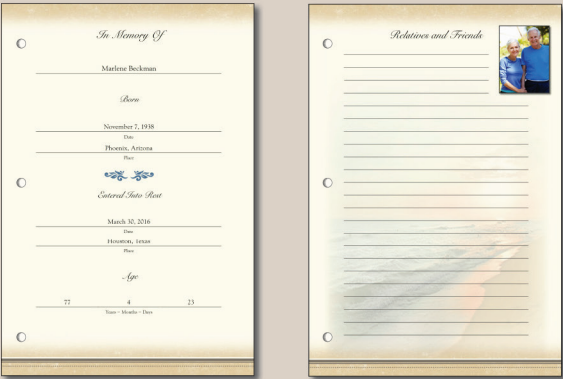 In Memory Of
Marlene Beckman
Born
November 7, 1938
Date
Phoenix, Arizona
Place
Entered Into Rest
March 30, 2016
Date
Houston, Texas
Place
Age
77 4 23
Years - Months - Days
Relatives and Friends